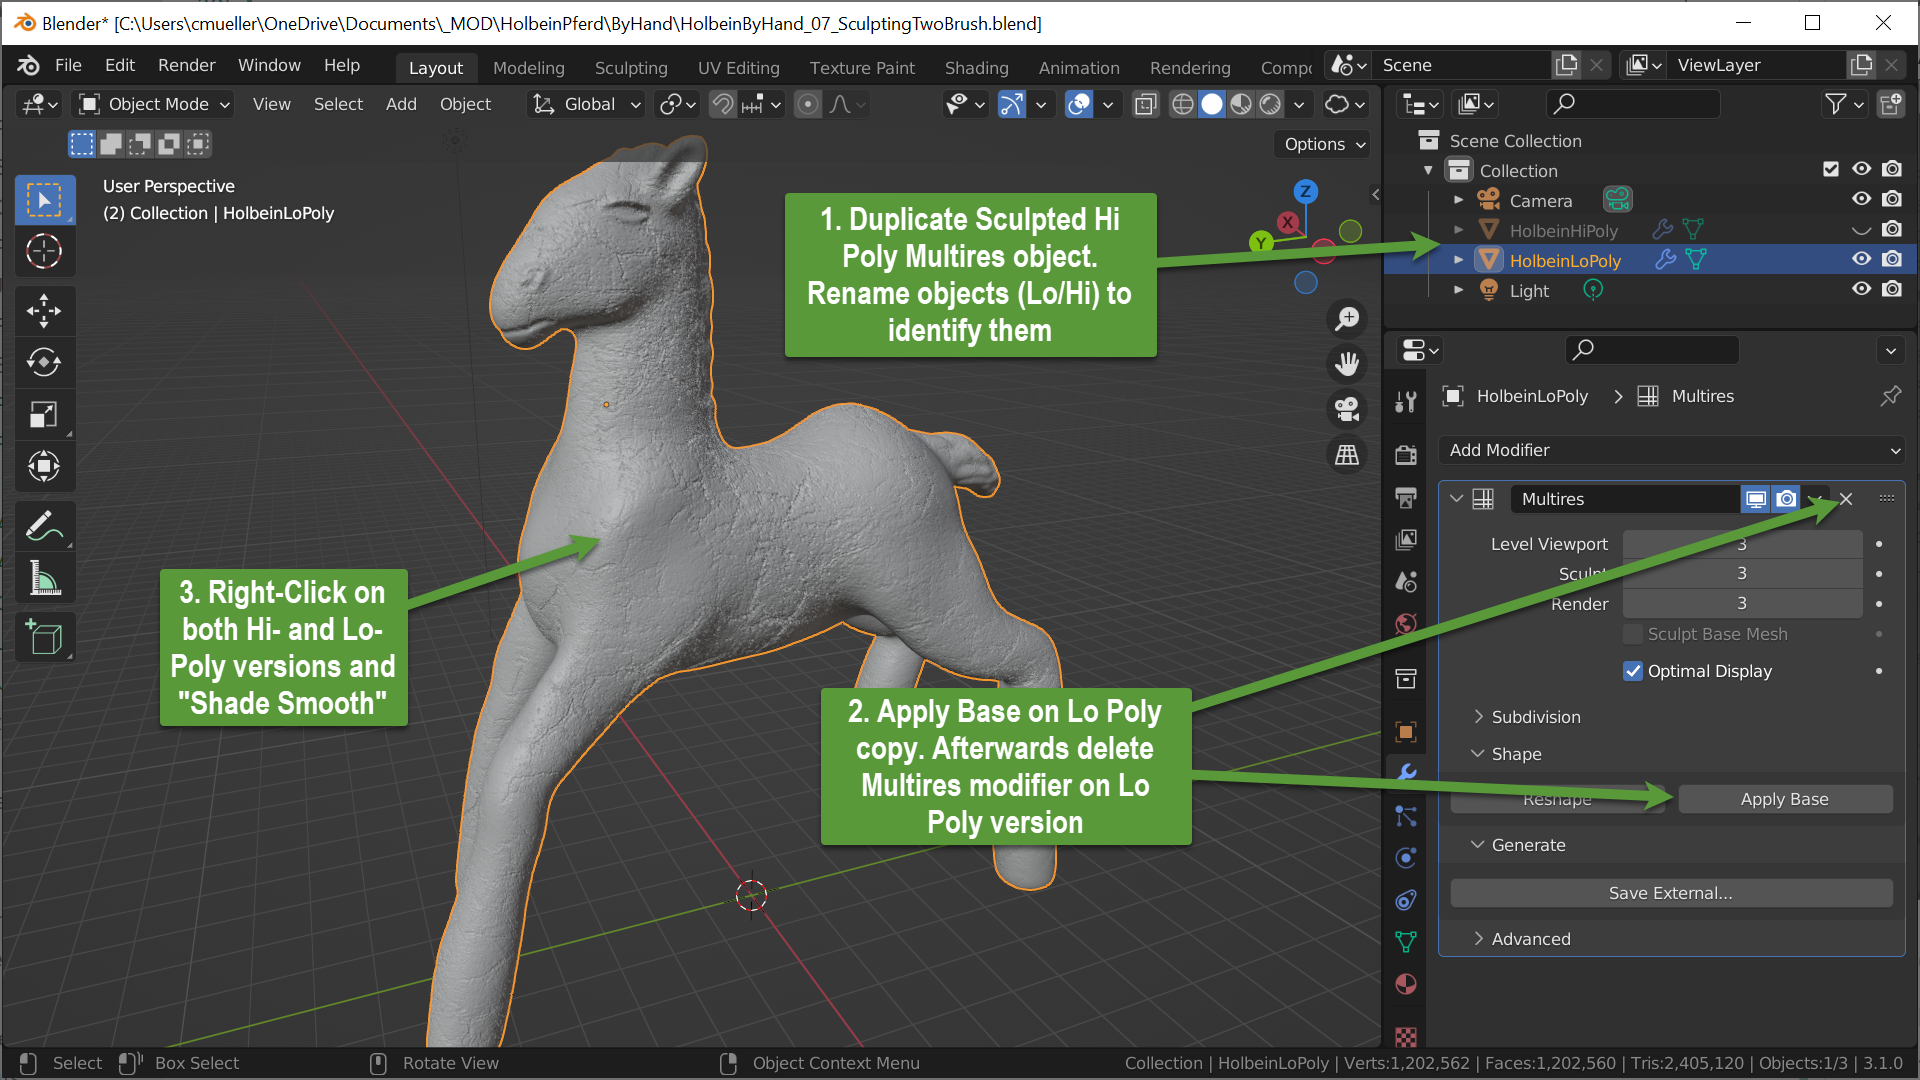 Blender* [C:\Users\cmueller\OneDrive\Documents\_MOD\HolbeinPferd\ByHand\HolbeinByHand_07_SculptingTwoBrush.blend]
File Edit Render Window Help
Layout Modeling Sculpting UV Editing Texture Paint Shading Animation Rendering Compo
Scene
ViewLayer
Object Mode View Select Add Object Global
Options
User Perspective
(2) Collection | HolbeinLoPoly
Z
X
Y
1. Duplicate Sculpted Hi
Poly Multires object.
Rename objects (Lo/Hi) to
identify them
3. Right-Click on
both Hi- and Lo-
Poly versions and
"Shade Smooth"
2. Apply Base on Lo Poly
copy. Afterwards delete
Multires modifier on Lo
Poly version
Scene Collection
Collection
Camera
HolbeinHiPoly
HolbeinLoPoly
Light
HolbeinLoPoly > Multires
Add Modifier
Multires
Level Viewport 3
Sculpt 3
Render 3
Sculpt Base Mesh
Optimal Display
Subdivision
Shape
Reshape Apply Base
Generate
Save External...
Advanced
Select Box Select Rotate View Object Context Menu
Collection | HolbeinLoPoly | Verts:1,202,562 | Faces:1,202,560 | Tris:2,405,120 | Objects:1/3 | 3.1.0